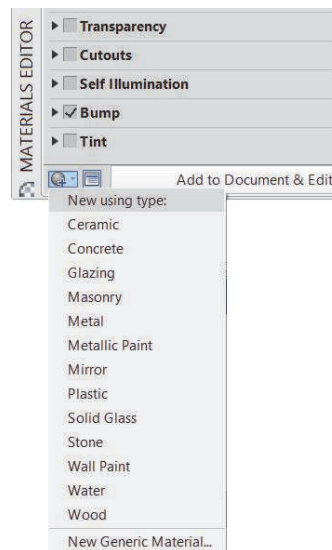 MATERIALS EDITOR
Transparency
Cutouts
Self Illumination
Bump
Tint
Add to Document & Edit
New using type:
Ceramic
Concrete
Glazing
Masonry
Metal
Metallic Paint
Mirror
Plastic
Solid Glass
Stone
Wall Paint
Water
Wood
New Generic Material...